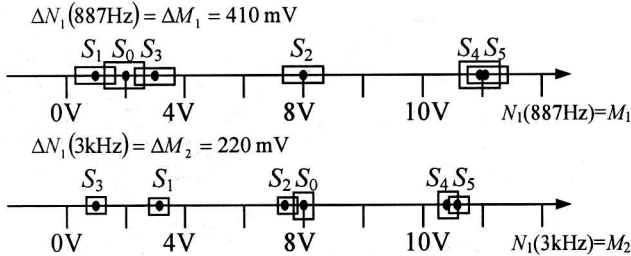 ΔN₁(887Hz) = ΔM₁ = 410 mV
S₁ S₀ S₃ S₂ S₄ S₅
0V 4V 8V 10V N₁(887Hz)=M₁
ΔN₁(3kHz) = ΔM₂ = 220 mV
S₃ S₁ S₂ S₀ S₄ S₅
0V 4V 8V 10V N₁(3kHz)=M₂